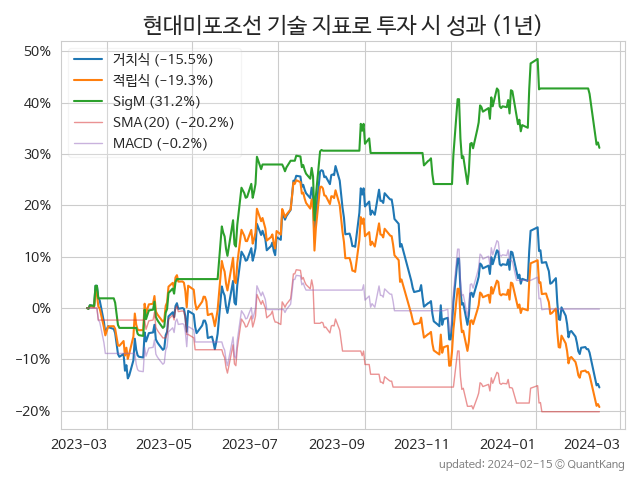 현대미포조선 기술 지표로 투자 시 성과 (1년)
50%
40%
30%
20%
10%
0%
−10%
−20%
거치식 (−15.5%)
적립식 (−19.3%)
SigM (31.2%)
SMA(20) (−20.2%)
MACD (−0.2%)
2023-03
2023-05
2023-07
2023-09
2023-11
2024-01
2024-03
updated: 2024-02-15 © QuantKang